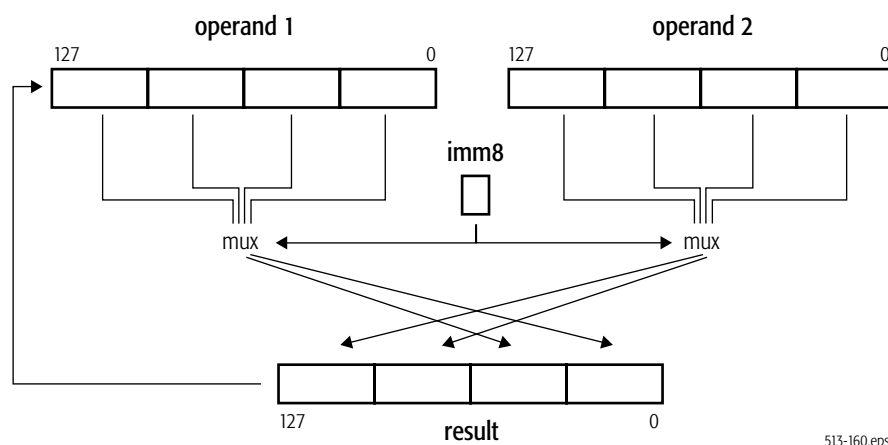 operand 1
operand 2
127 0
127 0
imm8
mux
mux
127 0
result
513-160.eps